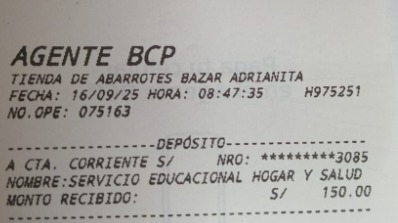 AGENTE BCP
TIENDA DE ABARROTES BAZAR ADRIANITA
FECHA: 16/09/25 HORA: 08:47:35 H975251
NO.OPE: 075163
--------------------DEPÓSITO--------------------
A CTA. CORRIENTE S/ NRO: *********3085
NOMBRE:SERVICIO EDUCACIONAL HOGAR Y SALUD
MONTO RECIBIDO: S/ 150.00
------------------------------------------------